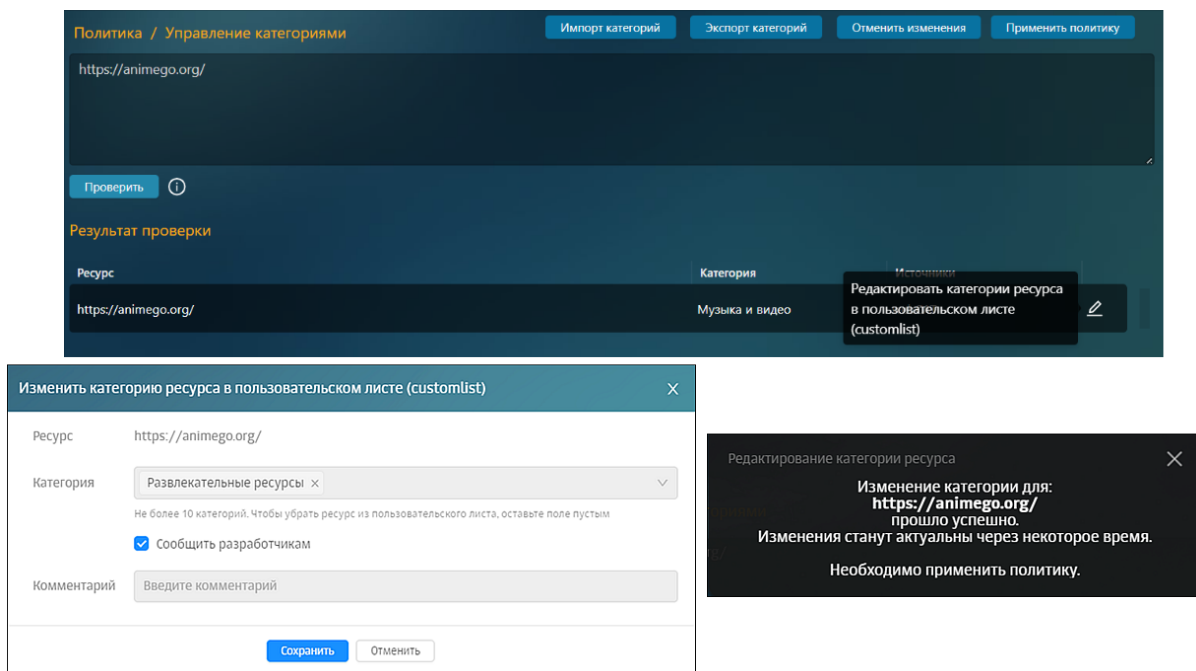 Политика / Управление категориями
Импорт категорий
Экспорт категорий
Отменить изменения
Применить политику
https://animego.org/
Проверить
Результат проверки
Ресурс
Категория
Источники
https://animego.org/
Музыка и видео
Редактировать категории ресурса
в пользовательском листе
(customlist)
Изменить категорию ресурса в пользовательском листе (customlist)
Ресурс
https://animego.org/
Категория
Развлекательные ресурсы
Не более 10 категорий. Чтобы убрать ресурс из пользовательского листа, оставьте поле пустым
Сообщить разработчикам
Комментарий
Введите комментарий
Сохранить
Отменить
Редактирование категории ресурса
Изменение категории для:
https://animego.org/
прошло успешно.
Изменения станут актуальны через некоторое время.
Необходимо применить политику.